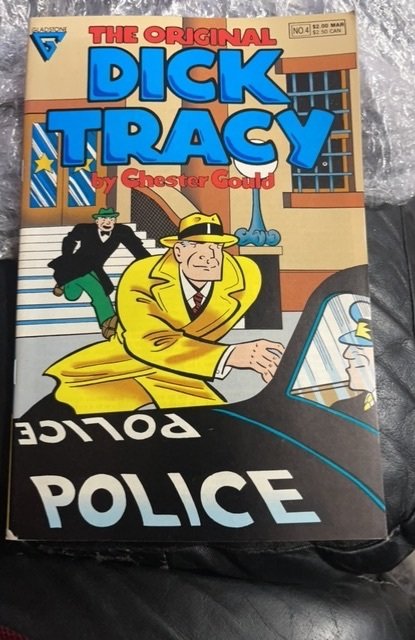 GLADSTONE
THE ORIGINAL
NO 4
$2.00 MAR
$2.50 CAN.
DICK
TRACY
by Chester Gould
POLICE
POLICE